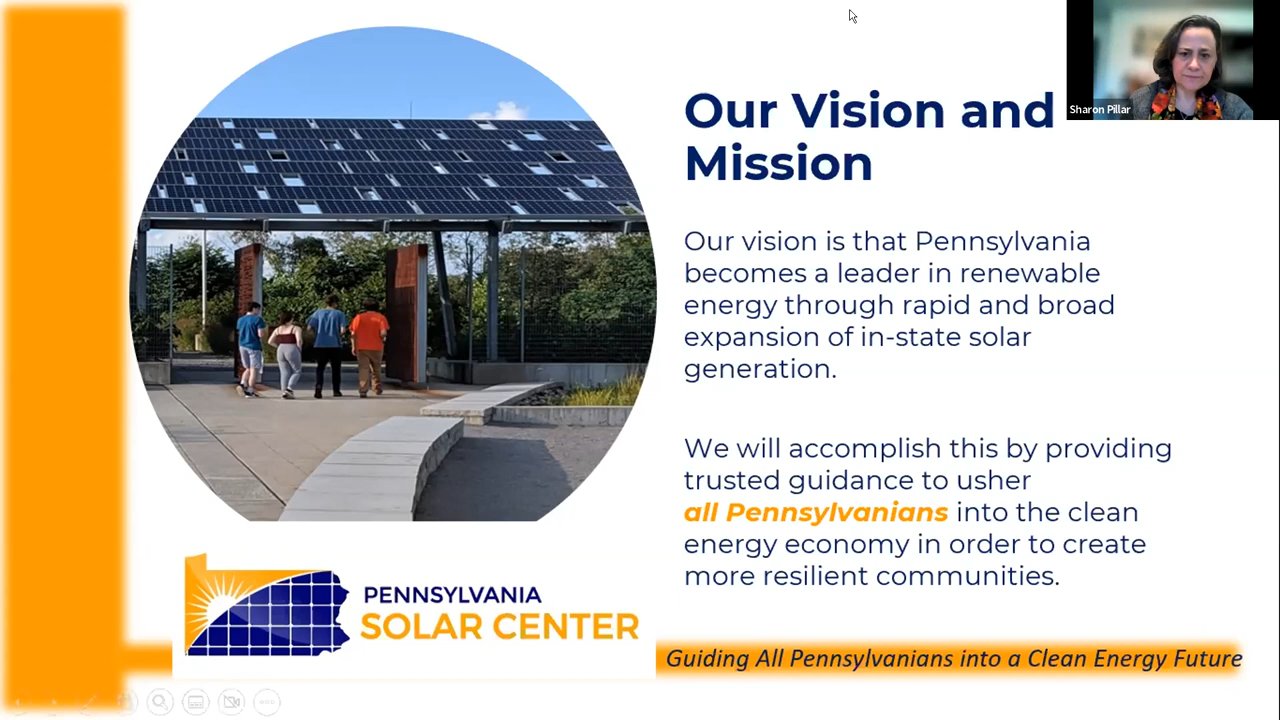 Sharon Pillar
Our Vision and
Mission
Our vision is that Pennsylvania
becomes a leader in renewable
energy through rapid and broad
expansion of in-state solar
generation.
We will accomplish this by providing
trusted guidance to usher
all Pennsylvanians into the clean
energy economy in order to create
more resilient communities.
PENNSYLVANIA
SOLAR CENTER
Guiding All Pennsylvanians into a Clean Energy Future